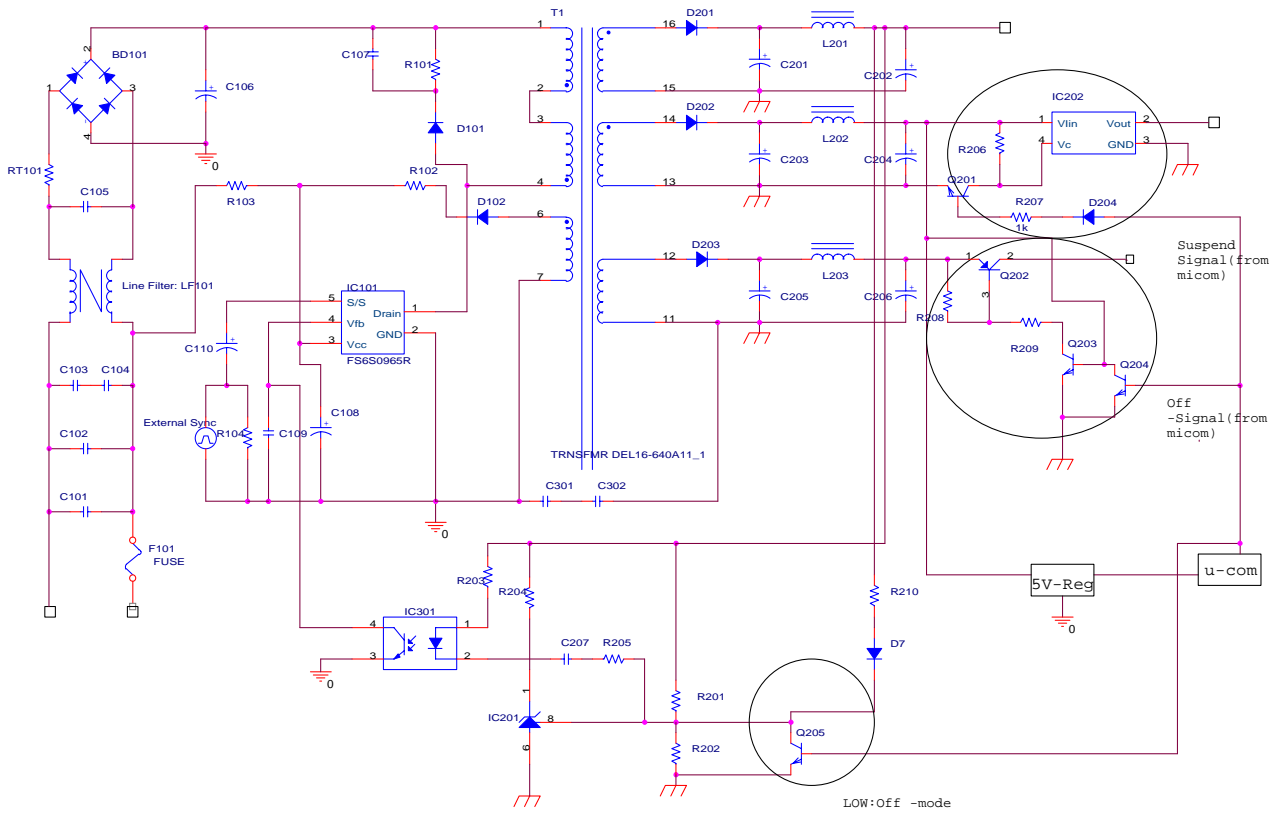 T1
D201
1
16
L201
2
BD101
C107
R101
C201
C202
1
3
C106
2
15
IC202
D202
3
14
1
VIin
Vout
2
4
D101
L202
R206
4
Vc
GND
3
0
C203
C204
RT101
R102
Q201
C105
R103
4
13
D102
6
R207
D204
1k
D203
12
1
2
Suspend
Signal(from
micom)
L203
Q202
7
Line Filter: LF101
IC101
5
S/S
Drain
1
C205
C206
3
4
Vfb
GND
2
R208
11
3
Vcc
R209
C110
FS6S0965R
Q203
Q204
C103
C104
External Sync
R104
C109
C108
Off
-Signal(from
micom)
C102
TRNSFMR DEL16-640A11_1
C301
C302
C101
0
F101
FUSE
R203
R204
R210
5V-Reg
u-com
IC301
4
1
0
3
2
C207
R205
D7
0
1
R201
IC201
8
Q205
6
R202
LOW:Off -mode